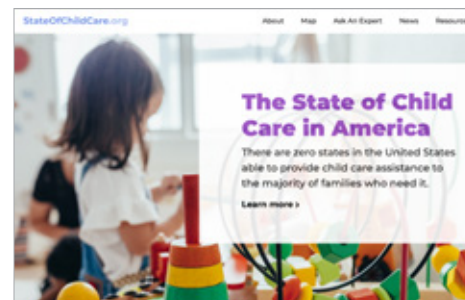 StateOfChildCare.org
About Map Ask An Expert News Resources
The State of Child
Care in America
There are zero states in the United States
able to provide child care assistance to
the majority of families who need it.
Learn more >